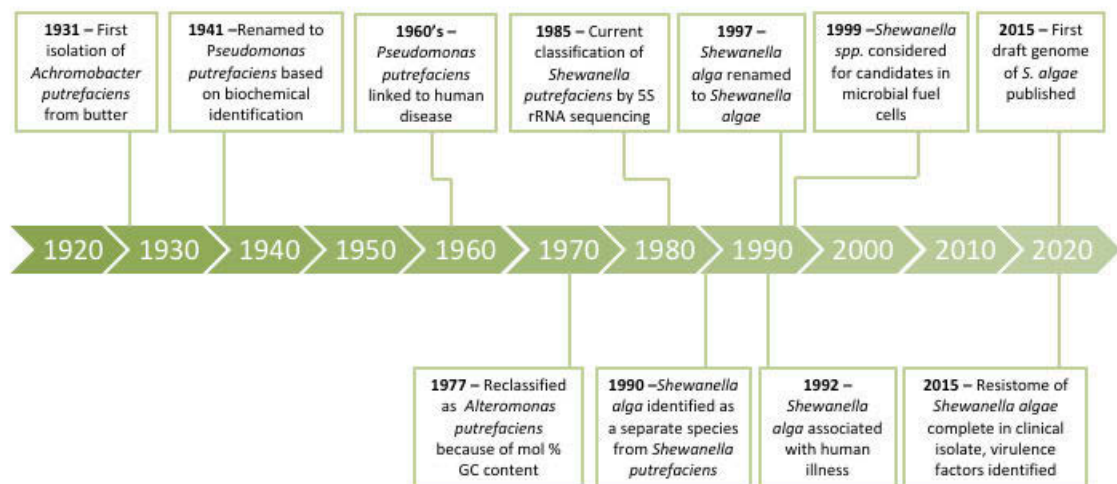 1931 – First
isolation of
Achromobacter
putrefaciens
from butter
1941 –Renamed to
Pseudomonas
putrefaciens based
on biochemical
identification
1960's –
Pseudomonas
putrefaciens
linked to human
disease
1985 – Current
classification of
Shewanella
putrefaciens by 5S
rRNA sequencing
1997 –
Shewanella
alga renamed
to Shewanella
algae
1999 –Shewanella
spp. considered
for candidates in
microbial fuel
cells
2015 – First
draft genome
of S. algae
published
1920 1930 1940 1950 1960 1970 1980 1990 2000 2010 2020
1977 – Reclassified
as Alteromonas
putrefaciens
because of mol %
GC content
1990 –Shewanella
alga identified as
a separate species
from Shewanella
putrefaciens
1992 –
Shewanella
alga associated
with human
illness
2015 – Resistome of
Shewanella algae
complete in clinical
isolate, virulence
factors identified